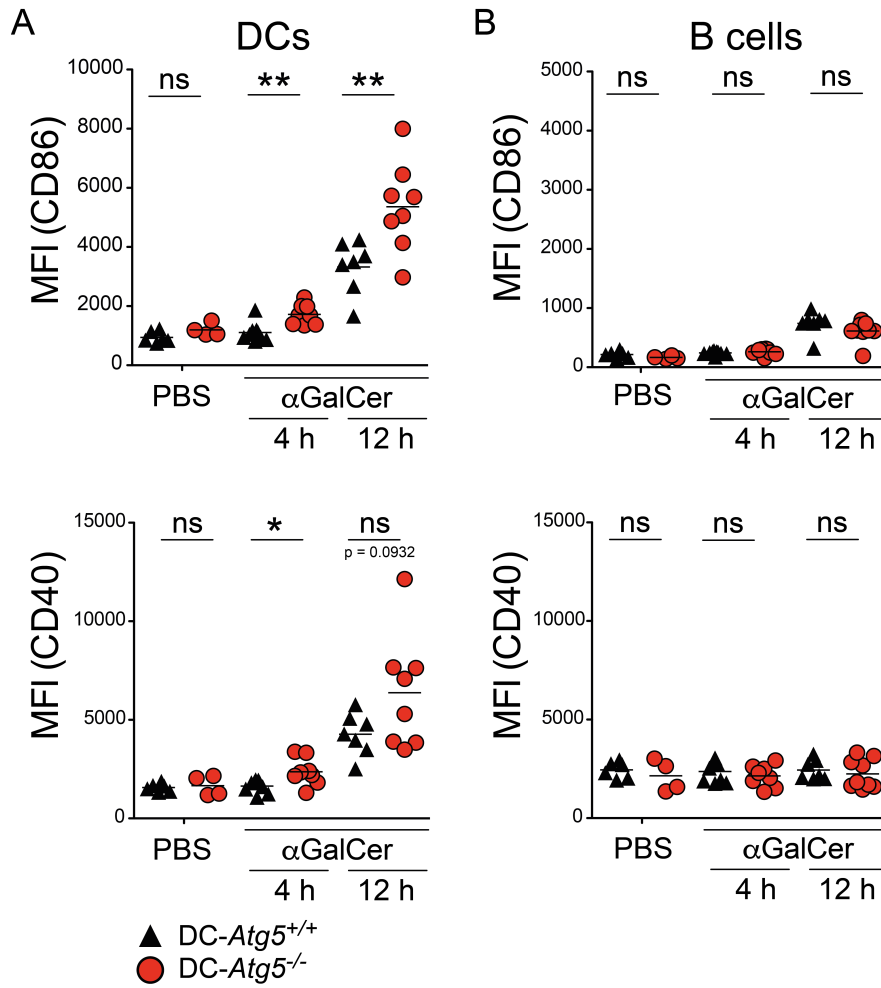 A
DCs
ns ** **
MFI (CD86)
10000
8000
6000
4000
2000
0
PBS
αGalCer
4 h 12 h
B
B cells
ns ns ns
MFI (CD86)
5000
4000
3000
2000
1000
0
PBS
αGalCer
4 h 12 h
ns * ns
p = 0.0932
MFI (CD40)
15000
10000
5000
0
PBS
αGalCer
4 h 12 h
ns ns ns
MFI (CD40)
15000
10000
5000
0
PBS
αGalCer
4 h 12 h
DC-Atg5+/+
DC-Atg5-/-